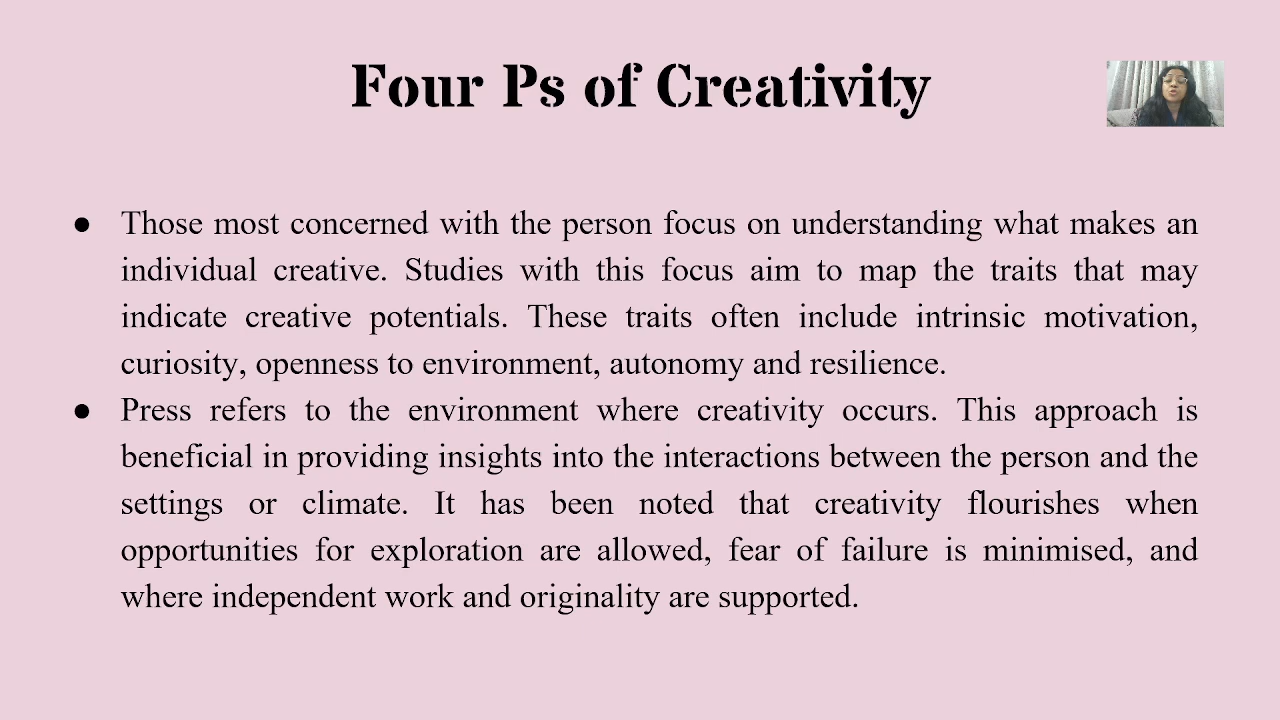 Four Ps of Creativity
● Those most concerned with the person focus on understanding what makes an
individual creative. Studies with this focus aim to map the traits that may
indicate creative potentials. These traits often include intrinsic motivation,
curiosity, openness to environment, autonomy and resilience.
● Press refers to the environment where creativity occurs. This approach is
beneficial in providing insights into the interactions between the person and the
settings or climate. It has been noted that creativity flourishes when
opportunities for exploration are allowed, fear of failure is minimised, and
where independent work and originality are supported.